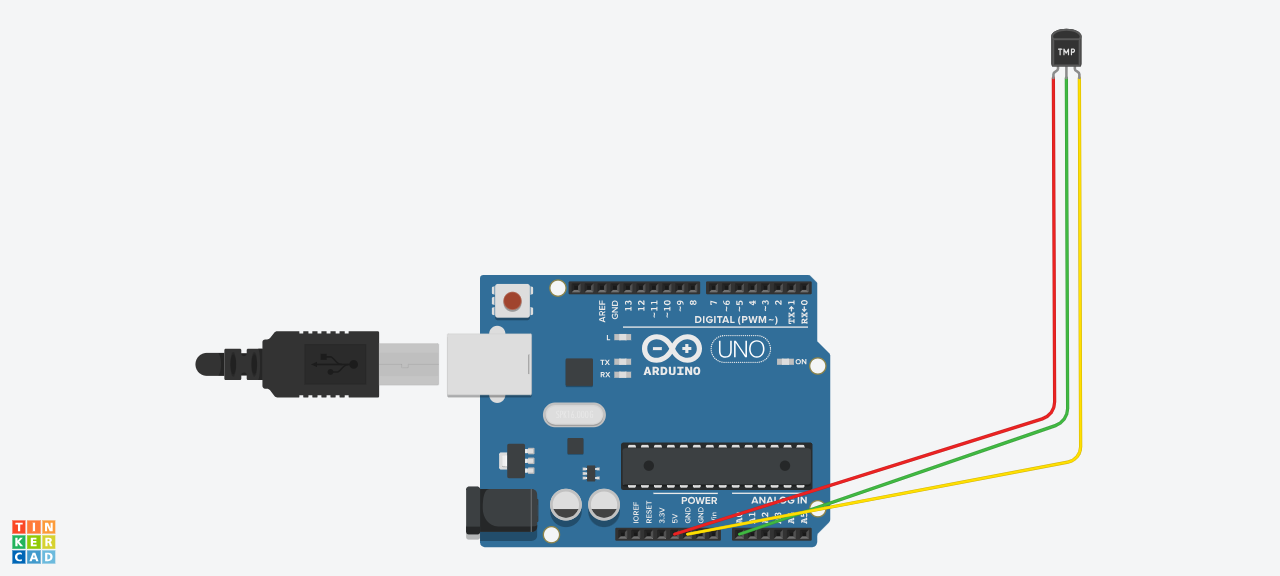 TMP
AREF
GND
13
12
~11
~10
~9
8
7
~6
~5
4
~3
2
TX→1
RX←0
DIGITAL (PWM~)
L
TX
RX
ARDUINO
UNO
ON
POWER
ANALOG IN
IOREF
RESET
3.3V
5V
GND
GND
Vin
A0
A1
A2
A3
A4
A5
TIN
KER
CAD